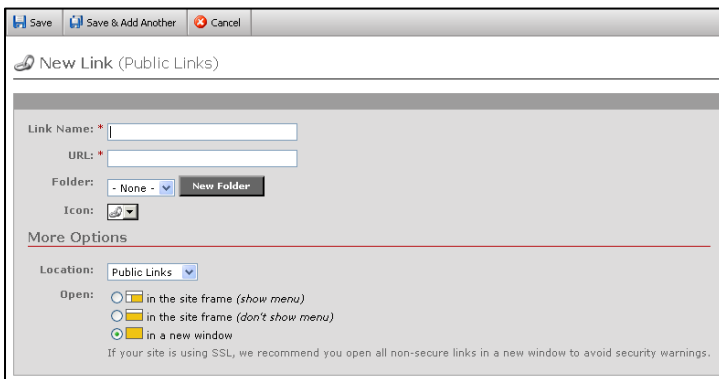 Save Save & Add Another Cancel
New Link (Public Links)
Link Name: *
URL: *
Folder: - None - New Folder
Icon:
More Options
Location: Public Links
Open: in the site frame (show menu)
in the site frame (don't show menu)
in a new window
If your site is using SSL, we recommend you open all non-secure links in a new window to avoid security warnings.